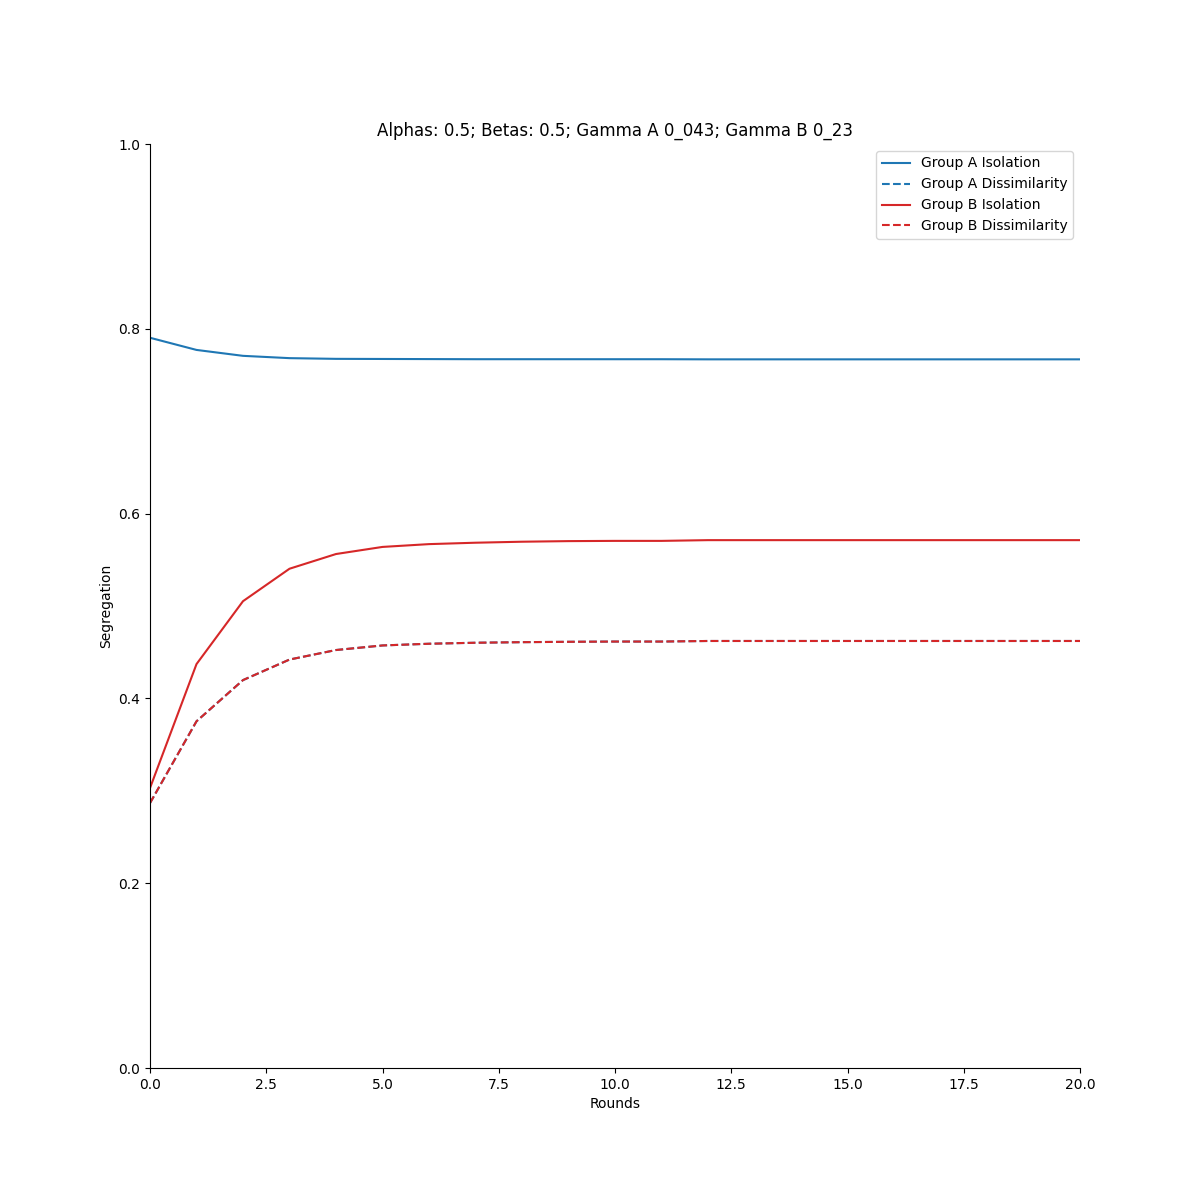 Alphas: 0.5; Betas: 0.5; Gamma A 0_043; Gamma B 0_23
Group A Isolation
Group A Dissimilarity
Group B Isolation
Group B Dissimilarity
1.0
0.8
0.6
0.4
0.2
0.0
Segregation
0.0 2.5 5.0 7.5 10.0 12.5 15.0 17.5 20.0
Rounds